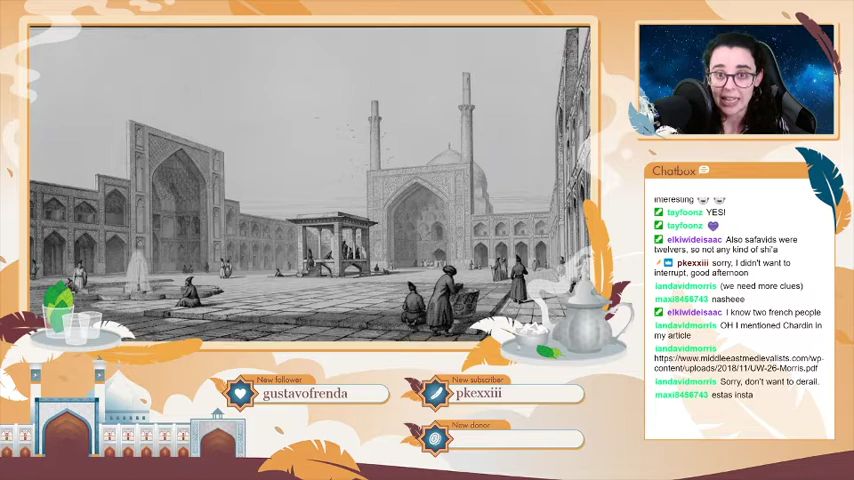 Chatbox
interesting
tayfoonz YES!
tayfoonz
elkiwideisaac Also safavids were
twelvers, so not any kind of shi'a
pkexxiii sorry, I didn't want to
interrupt, good afternoon
iandavidmorris (we need more clues)
maxi8456743 nasheee
elkiwideisaac I know two french people
iandavidmorris OH I mentioned Chardin in
my article
iandavidmorris
https://www.middleeastmedievalists.com/wp-
content/uploads/2018/11/UW-26-Morris.pdf
iandavidmorris Sorry, don't want to derail.
maxi8456743 estas insta
New follower
gustavofrenda
New subscriber
pkexxiii
New donor